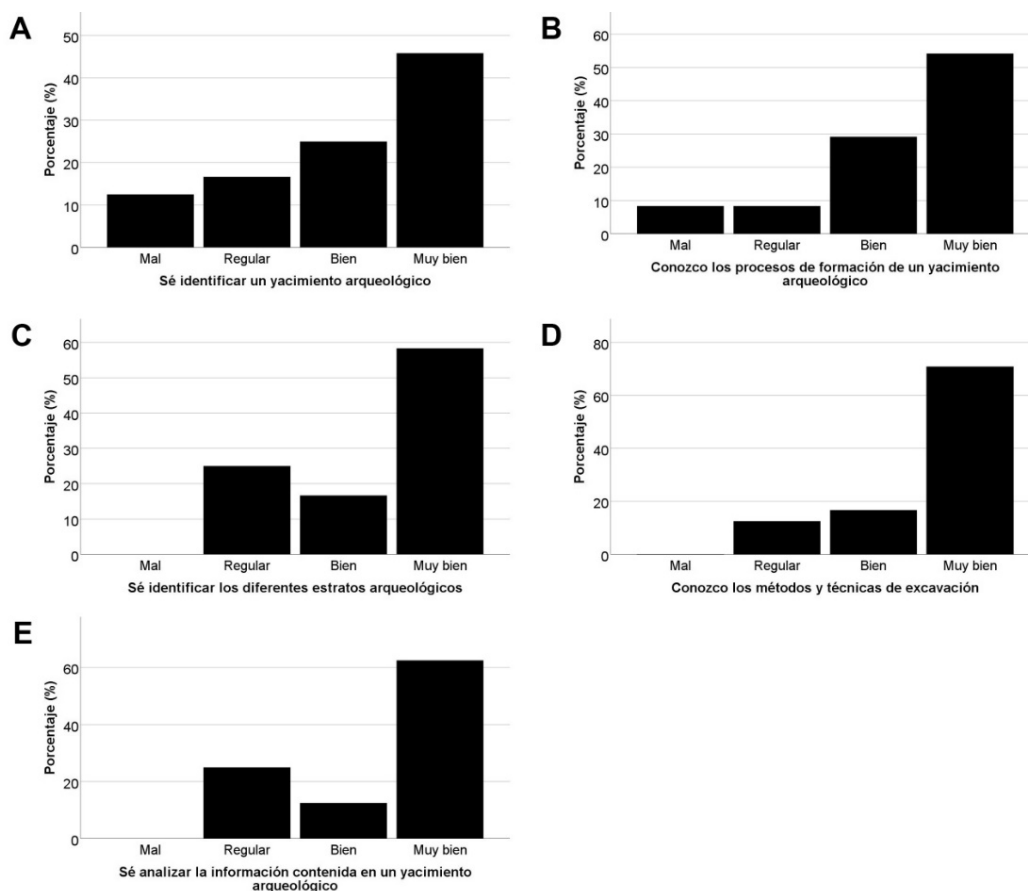 A
Porcentaje (%)
50
40
30
20
10
0
Mal Regular Bien Muy bien
Sé identificar un yacimiento arqueológico
B
Porcentaje (%)
60
50
40
30
20
10
0
Mal Regular Bien Muy bien
Conozco los procesos de formación de un yacimiento
arqueológico
C
Porcentaje (%)
60
50
40
30
20
10
0
Mal Regular Bien Muy bien
Sé identificar los diferentes estratos arqueológicos
D
Porcentaje (%)
80
60
40
20
0
Mal Regular Bien Muy bien
Conozco los métodos y técnicas de excavación
E
Porcentaje (%)
60
40
20
0
Mal Regular Bien Muy bien
Sé analizar la información contenida en un yacimiento
arqueológico